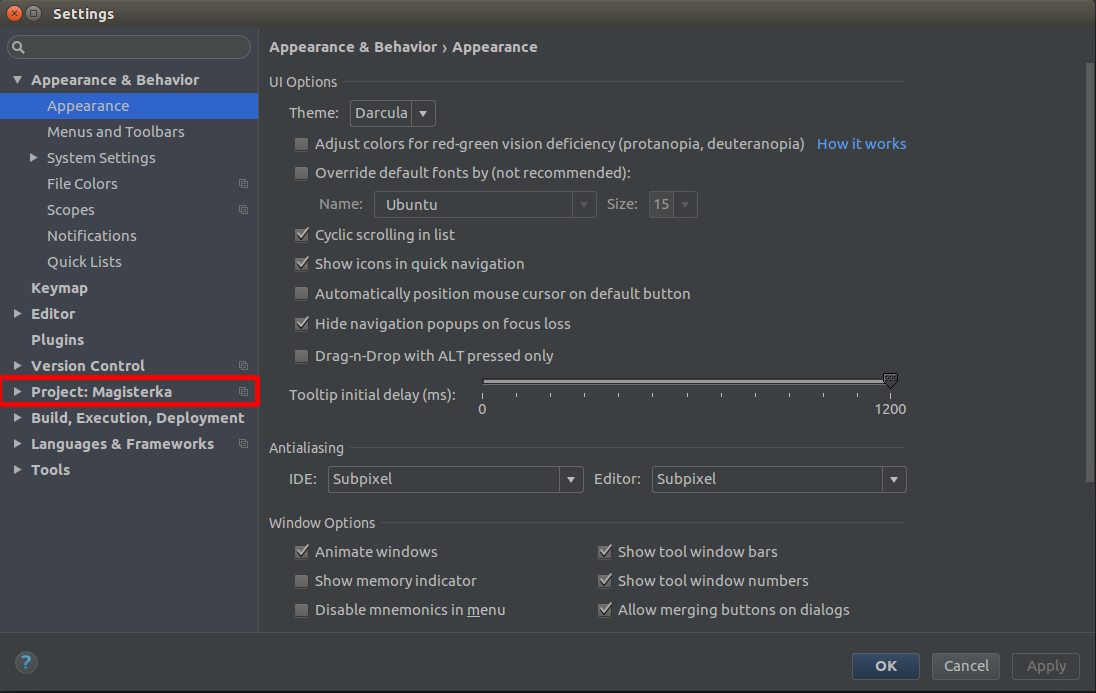 Settings
Appearance & Behavior
Appearance
Menus and Toolbars
System Settings
File Colors
Scopes
Notifications
Quick Lists
Keymap
Editor
Plugins
Version Control
Project: Magisterka
Build, Execution, Deployment
Languages & Frameworks
Tools
Appearance & Behavior › Appearance
UI Options
Theme: Darcula
Adjust colors for red-green vision deficiency (protanopia, deuteranopia) How it works
Override default fonts by (not recommended):
Name: Ubuntu Size: 15
Cyclic scrolling in list
Show icons in quick navigation
Automatically position mouse cursor on default button
Hide navigation popups on focus loss
Drag-n-Drop with ALT pressed only
Tooltip initial delay (ms):
0 1200
Antialiasing
IDE: Subpixel Editor: Subpixel
Window Options
Animate windows Show tool window bars
Show memory indicator Show tool window numbers
Disable mnemonics in menu Allow merging buttons on dialogs
? OK Cancel Apply